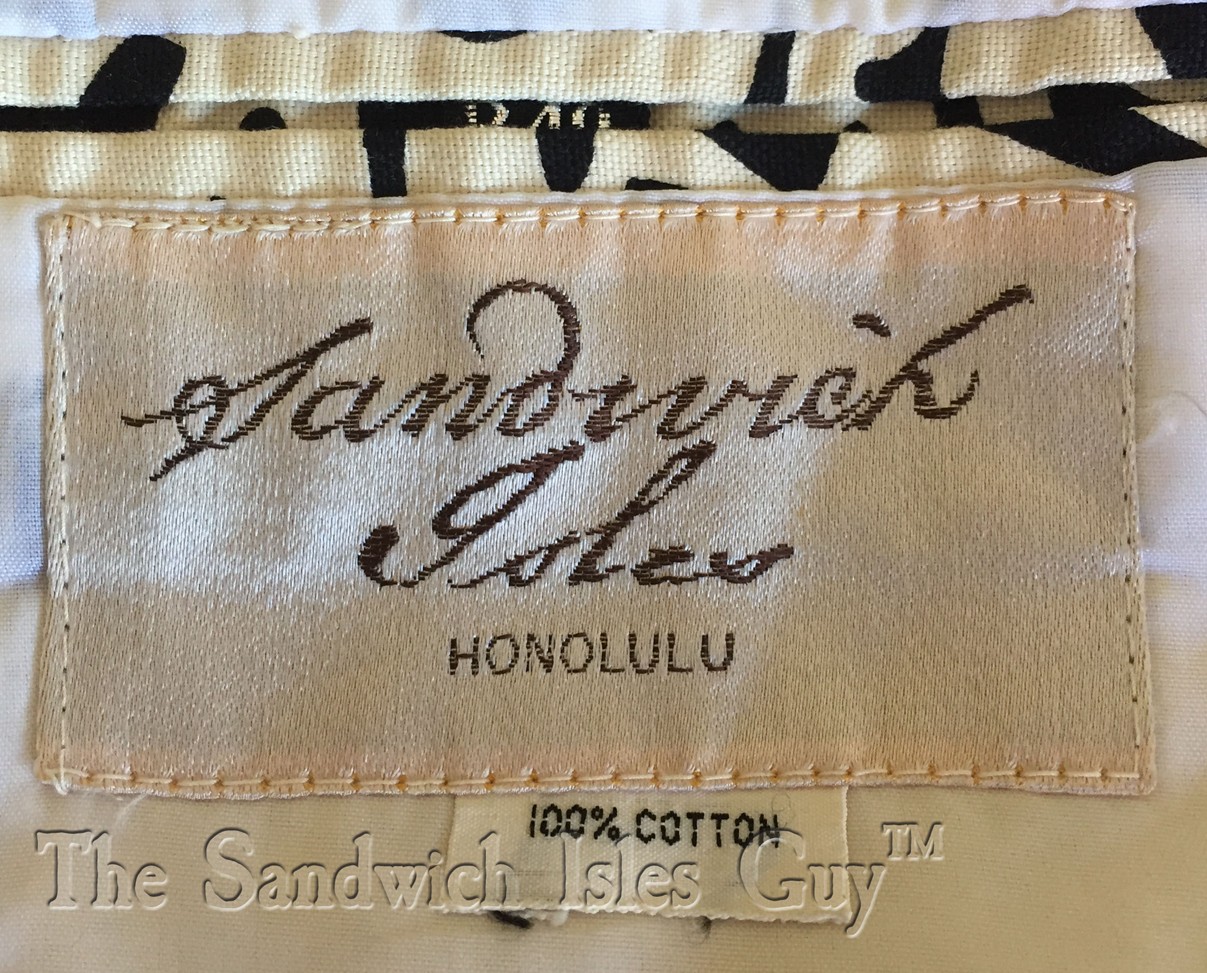 Sandwich
Isles
HONOLULU
100% COTTON
The Sandwich Isles Guy™